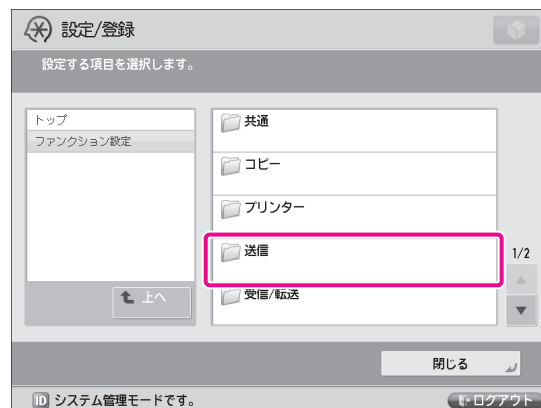 設定/登録
設定する項目を選択します。
トップ
ファンクション設定
共通
コピー
プリンター
送信
受信/転送
1/2
上へ
閉じる
ID システム管理モードです。
ログアウト